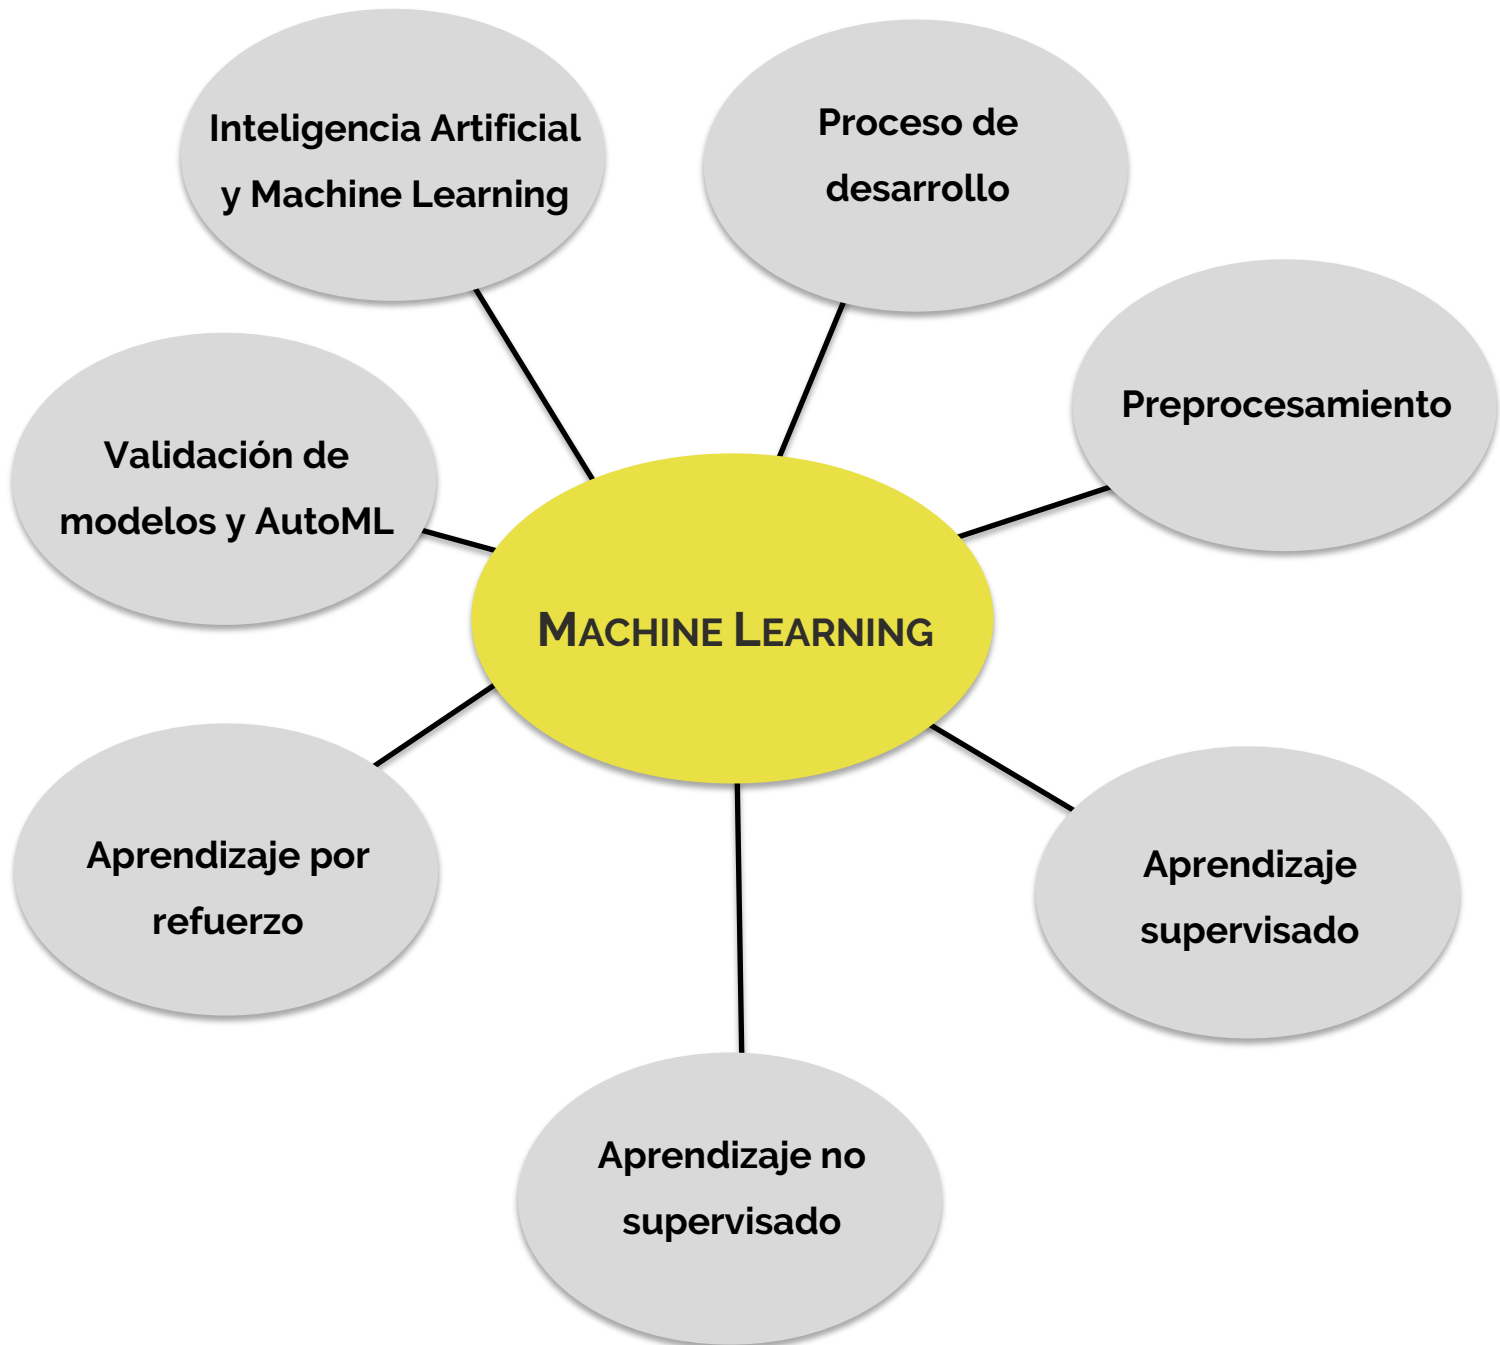 Inteligencia Artificial
y Machine Learning
Proceso de
desarrollo
Preprocesamiento
Validación de
modelos y AutoML
MACHINE LEARNING
Aprendizaje por
refuerzo
Aprendizaje
supervisado
Aprendizaje no
supervisado